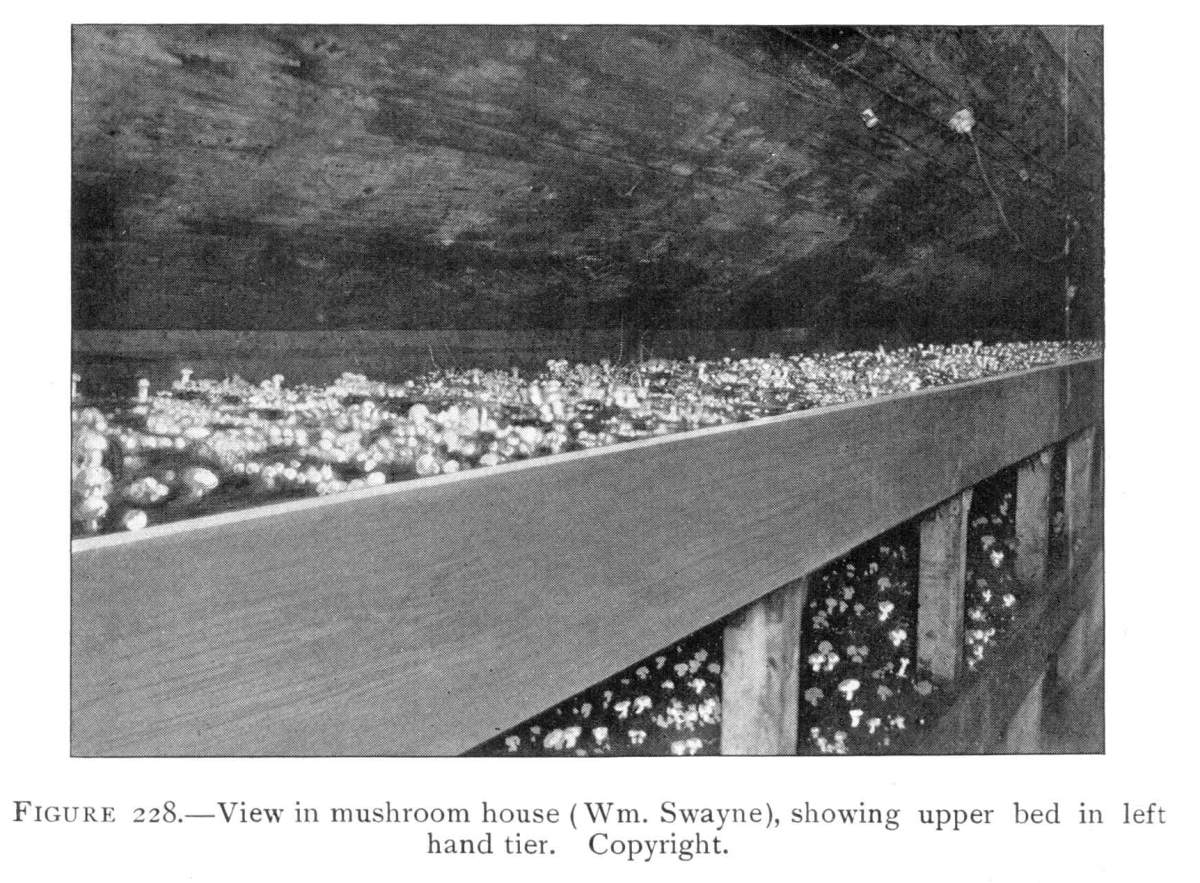 FIGURE 228.—View in mushroom house (Wm. Swayne), showing upper bed in left
hand tier. Copyright.